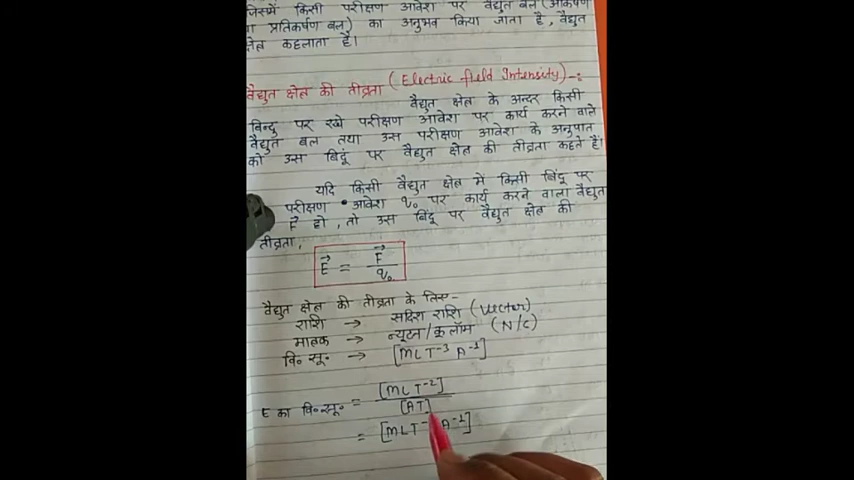 जिसमें किसी परीक्षण आवेश पर वैद्युत बल (आकर्षण
या प्रतिकर्षण बल) का अनुभव किया जाता है, वैद्युत
क्षेत्र कहलाता है।
वैद्युत क्षेत्र की तीव्रता (Electric field Intensity) -:
वैद्युत क्षेत्र के अन्दर किसी
बिन्दु पर रखे परीक्षण आवेश पर कार्य करने वाले
वैद्युत बल तथा उस परीक्षण आवेश के अनुपात
को उस बिंदु पर वैद्युत क्षेत्र की तीव्रता कहते हैं।
यदि किसी वैद्युत क्षेत्र में किसी बिंदु पर
परीक्षण आवेश q₀ पर कार्य करने वाला वैद्युत
F हो, तो उस बिंदु पर वैद्युत क्षेत्र की
तीव्रता,
E⃗ = F⃗ / q₀
वैद्युत क्षेत्र की तीव्रता के लिए-
राशि → सदिश राशि (Vector)
मात्रक → न्यूटन/कूलॉम (N/C)
वि० सू० → [MLT⁻³ A⁻¹]
E का वि० सू० = [MLT⁻²] / [AT]
= [MLT⁻ A⁻¹]